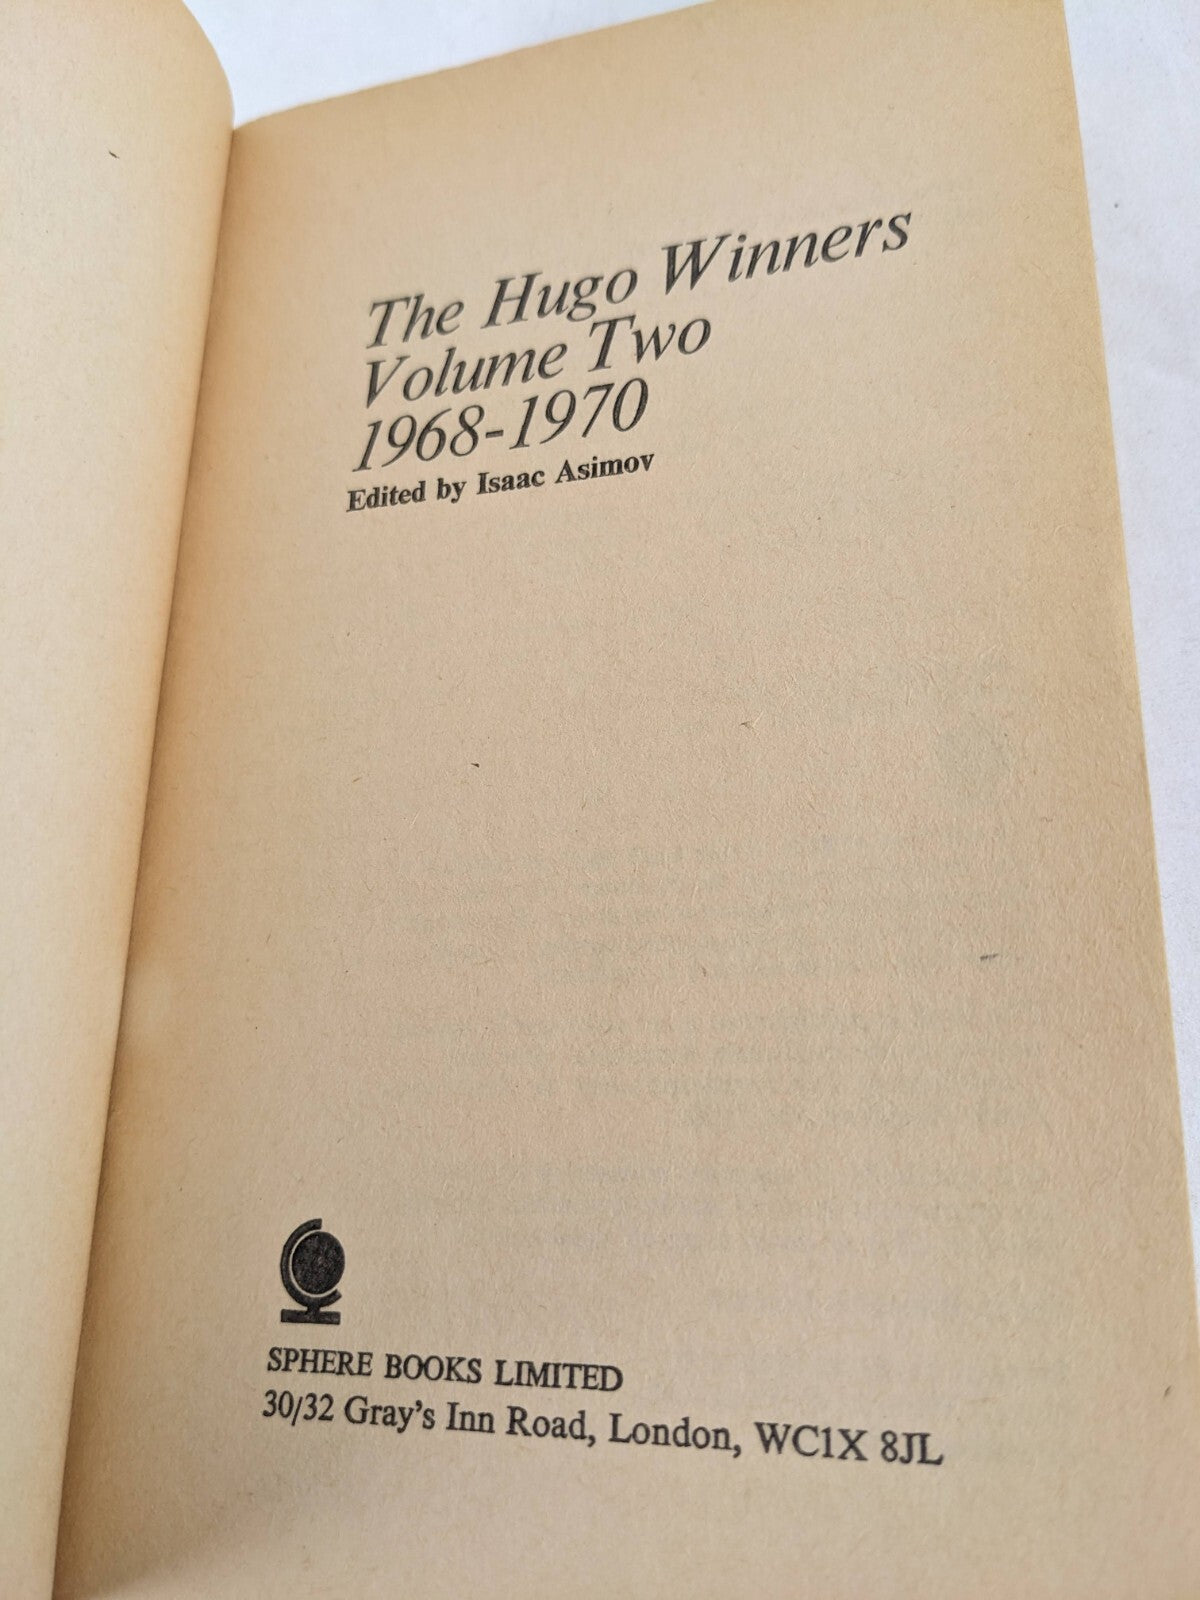 The Hugo Winners
Volume Two
1968-1970
Edited by Isaac Asimov
SPHERE BOOKS LIMITED
30/32 Gray's Inn Road, London, WC1X 8JL